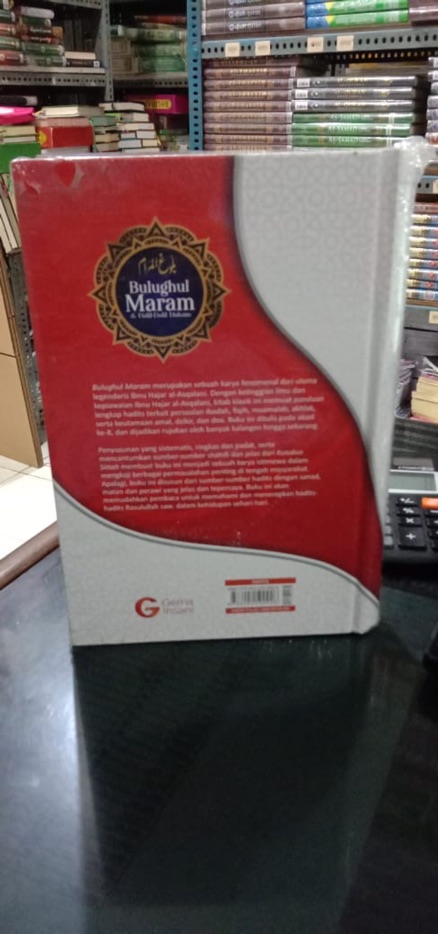 بلوغ المرام
Bulughul
Maram
& Dalil-Dalil Hukum
Bulughul Maram merupakan sebuah karya fenomenal dari ulama
legendaris Ibnu Hajar al-Asqalani. Dengan ketinggian ilmu dan
kepiawaian Ibnu Hajar al-Asqalani, kitab klasik ini memuat panduan
lengkap hadits terkait persoalan ibadah, fiqih, muamalah, akhlak,
serta keutamaan amal, dzikir, dan doa. Buku ini ditulis pada abad
ke-8, dan dijadikan rujukan oleh banyak kalangan hingga sekarang.
Penyusunan yang sistematis, ringkas dan padat, serta
mencantumkan sumber-sumber shahih dan jelas dari Kutubus
Sittah membuat buku ini menjadi sebuah karya istimewa dalam
mengkaji berbagai permasalahan penting di tengah masyarakat.
Apalagi, buku ini disusun dari sumber-sumber hadits dengan sanad,
matan dan perawi yang jelas dan tepercaya. Buku ini akan
memudahkan pembaca untuk memahami dan menerapkan hadits-
hadits Rasulullah saw. dalam kehidupan sehari-hari.
Gema
Insani